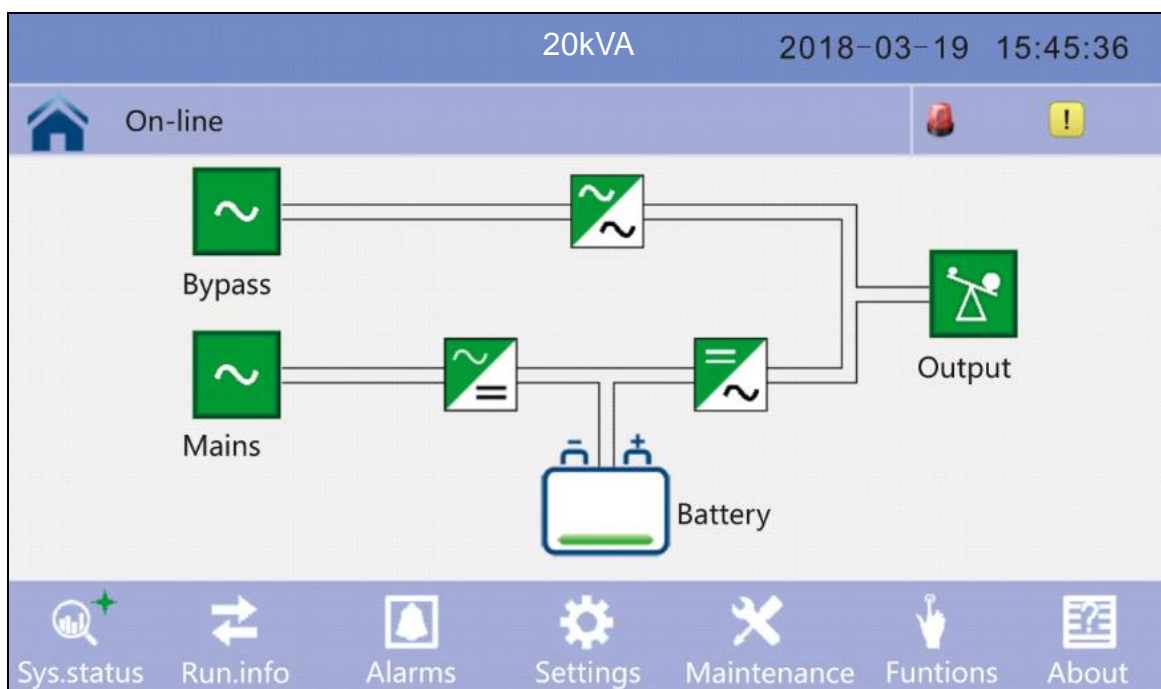 20kVA 2018-03-19 15:45:36
On-line !
Bypass
Output
Mains
Battery
Sys.status Run.info Alarms Settings Maintenance Funtions About